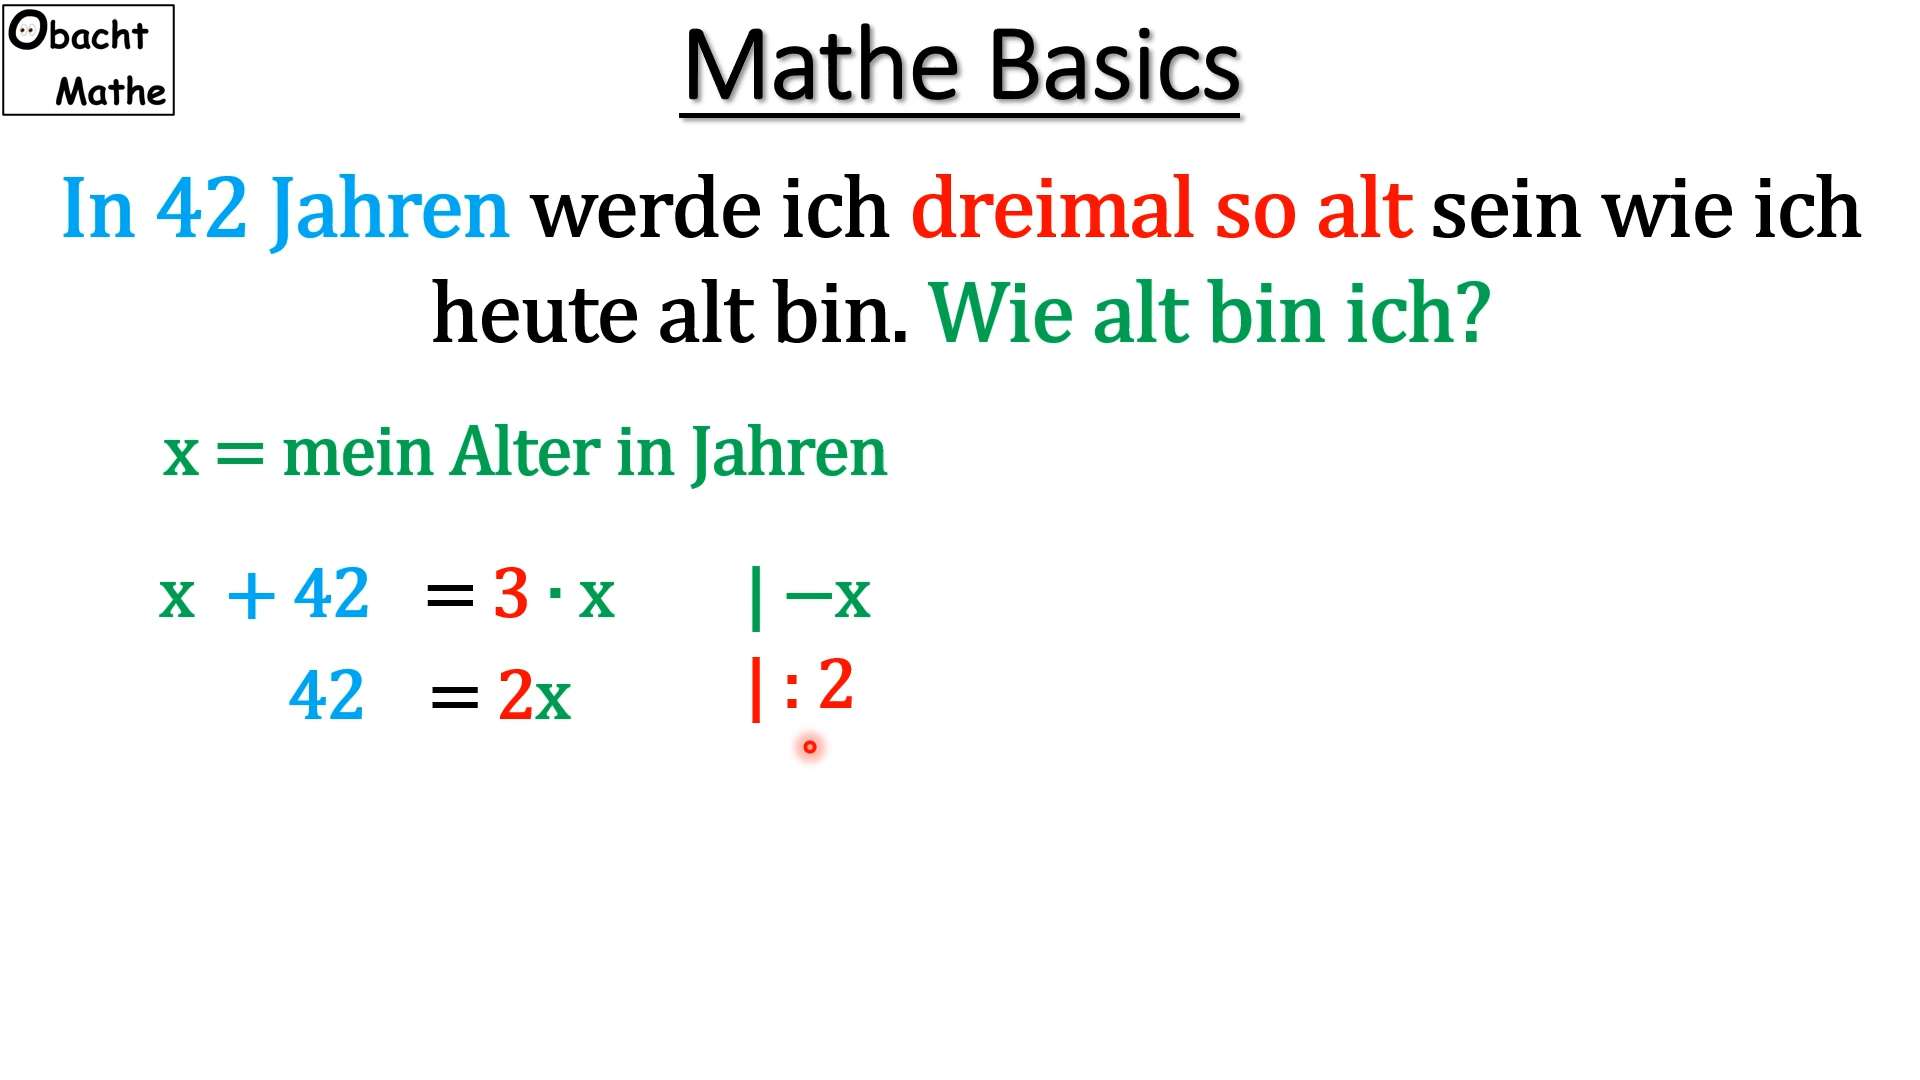 Obacht
Mathe
Mathe Basics
In 42 Jahren werde ich dreimal so alt sein wie ich
heute alt bin. Wie alt bin ich?
x = mein Alter in Jahren
x + 42 = 3 · x | −x
42 = 2x | : 2